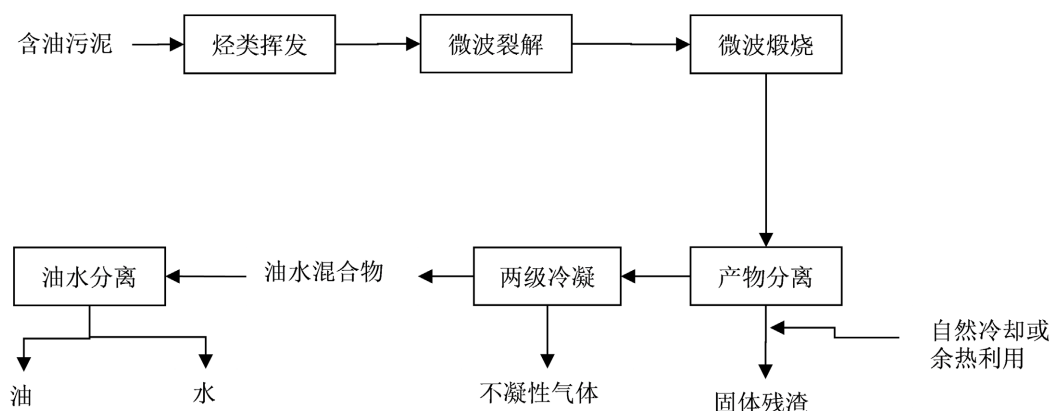 含油污泥
烃类挥发
微波裂解
微波煅烧
油水分离
油水混合物
两级冷凝
产物分离
自然冷却或
余热利用
油
水
不凝性气体
固体残渣